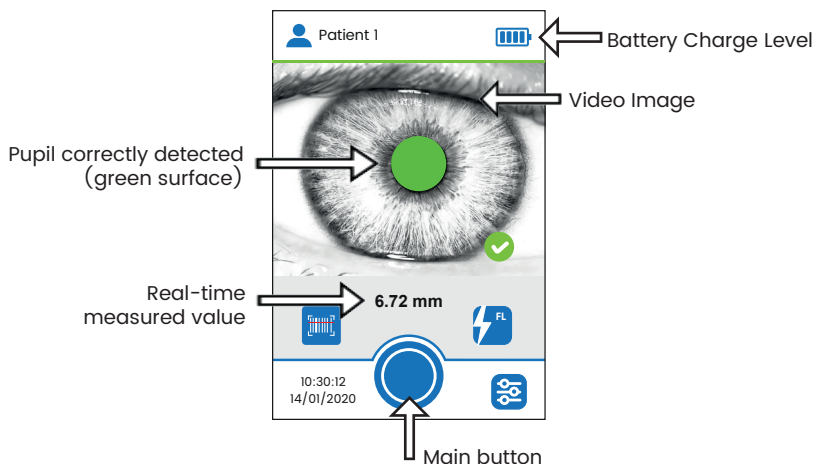 Patient 1
Battery Charge Level
Video Image
Pupil correctly detected
(green surface)
Real-time
measured value
6.72 mm
FL
10:30:12
14/01/2020
Main button